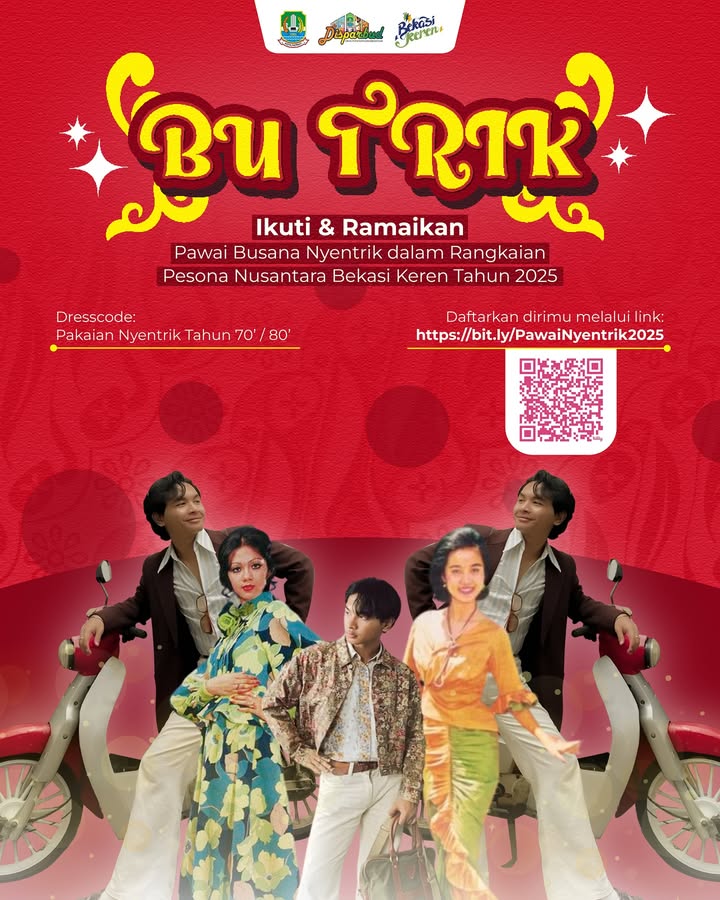 Disparbud
Bekasi
Keren
BU TRIK
Ikuti & Ramaikan
Pawai Busana Nyentrik dalam Rangkaian
Pesona Nusantara Bekasi Keren Tahun 2025
Dresscode:
Pakaian Nyentrik Tahun 70' / 80'
Daftarkan dirimu melalui link:
https://bit.ly/PawaiNyentrik2025